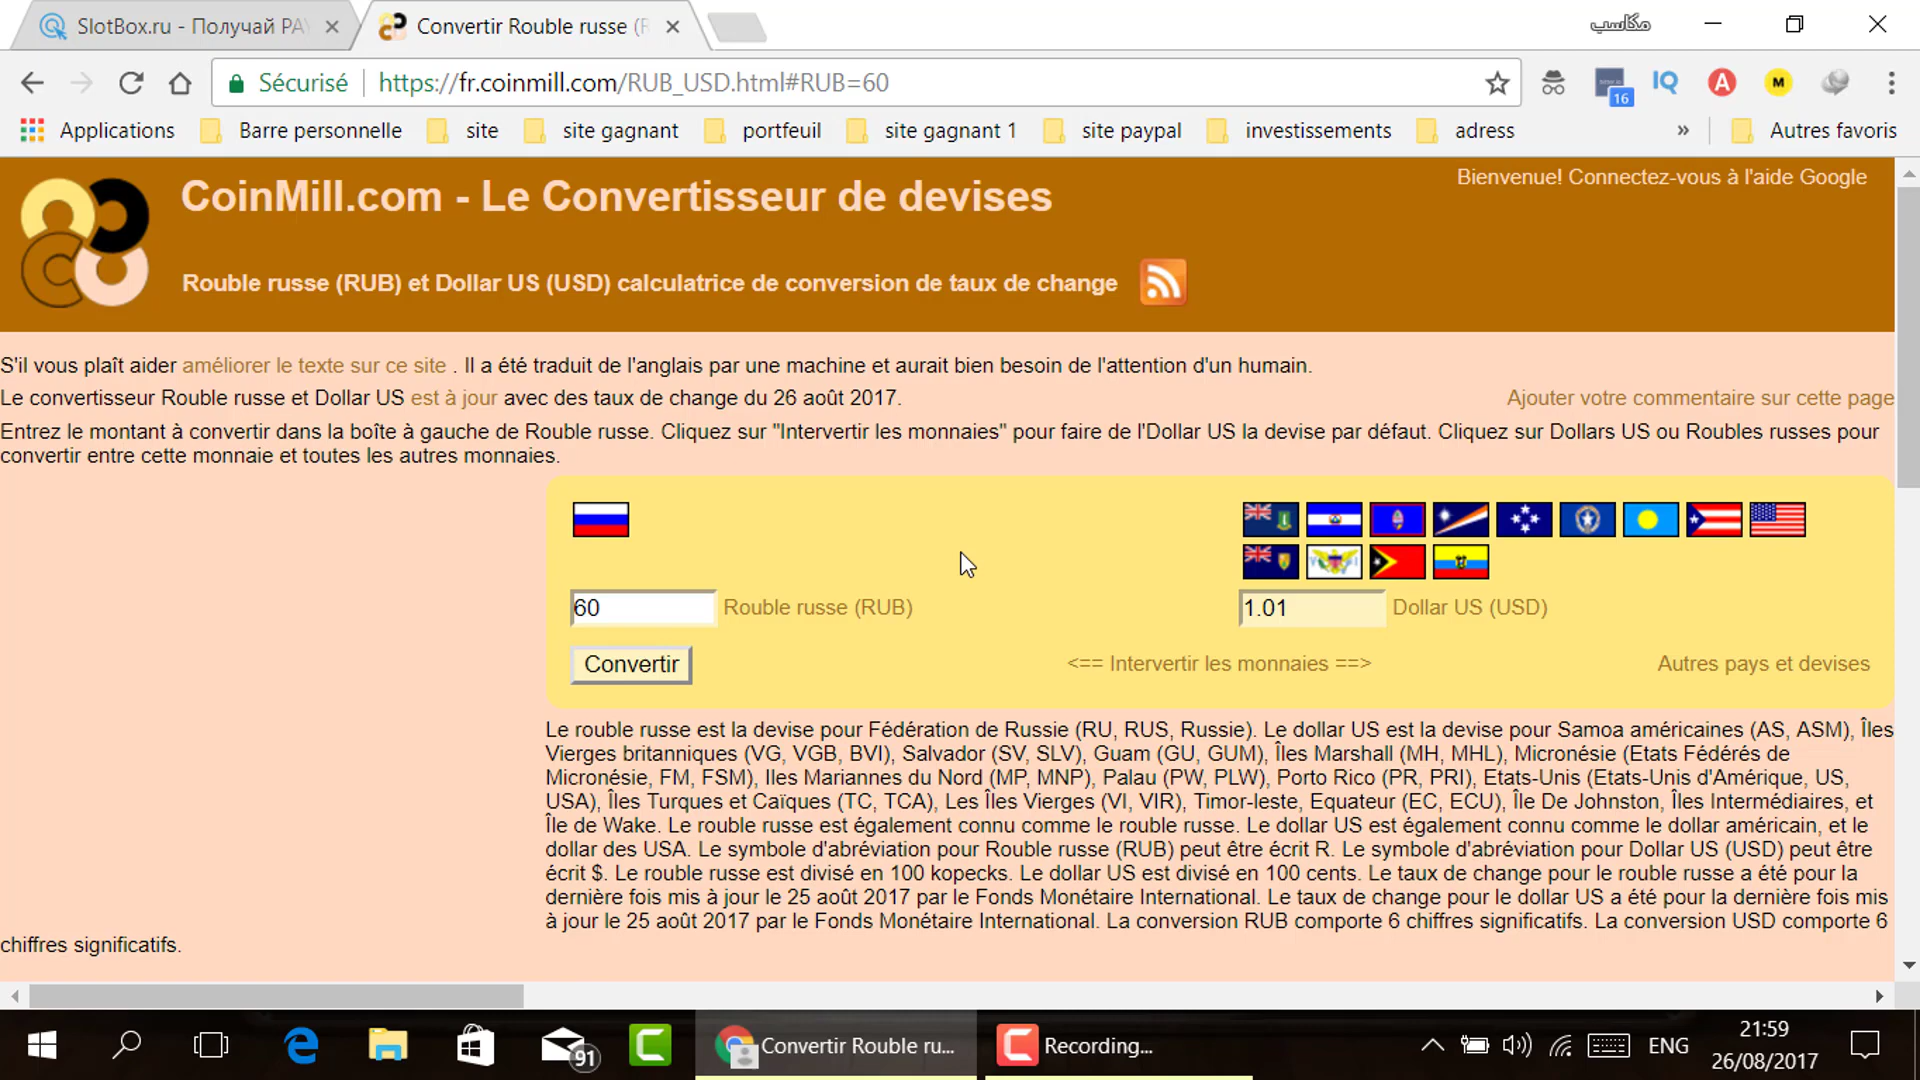 SlotBox.ru - Получай РА
Convertir Rouble russe (R
مكاسب
Sécurisé
https://fr.coinmill.com/RUB_USD.html#RUB=60
16
IQ
A
M
Applications
Barre personnelle
site
site gagnant
portfeuil
site gagnant 1
site paypal
investissements
adress
»
Autres favoris
CoinMill.com - Le Convertisseur de devises
Bienvenue! Connectez-vous à l'aide Google
Rouble russe (RUB) et Dollar US (USD) calculatrice de conversion de taux de change
S'il vous plaît aider améliorer le texte sur ce site . Il a été traduit de l'anglais par une machine et aurait bien besoin de l'attention d'un humain.
Le convertisseur Rouble russe et Dollar US est à jour avec des taux de change du 26 août 2017.
Ajouter votre commentaire sur cette page
Entrez le montant à convertir dans la boîte à gauche de Rouble russe. Cliquez sur "Intervertir les monnaies" pour faire de l'Dollar US la devise par défaut. Cliquez sur Dollars US ou Roubles russes pour
convertir entre cette monnaie et toutes les autres monnaies.
60 Rouble russe (RUB)
1.01 Dollar US (USD)
Convertir
<== Intervertir les monnaies ==>
Autres pays et devises
Le rouble russe est la devise pour Fédération de Russie (RU, RUS, Russie). Le dollar US est la devise pour Samoa américaines (AS, ASM), Îles
Vierges britanniques (VG, VGB, BVI), Salvador (SV, SLV), Guam (GU, GUM), Îles Marshall (MH, MHL), Micronésie (Etats Fédérés de
Micronésie, FM, FSM), Iles Mariannes du Nord (MP, MNP), Palau (PW, PLW), Porto Rico (PR, PRI), Etats-Unis (Etats-Unis d'Amérique, US,
USA), Îles Turques et Caïques (TC, TCA), Les Îles Vierges (VI, VIR), Timor-leste, Equateur (EC, ECU), Île De Johnston, Îles Intermédiaires, et
Île de Wake. Le rouble russe est également connu comme le rouble russe. Le dollar US est également connu comme le dollar américain, et le
dollar des USA. Le symbole d'abréviation pour Rouble russe (RUB) peut être écrit R. Le symbole d'abréviation pour Dollar US (USD) peut être
écrit $. Le rouble russe est divisé en 100 kopecks. Le dollar US est divisé en 100 cents. Le taux de change pour le rouble russe a été pour la
dernière fois mis à jour le 25 août 2017 par le Fonds Monétaire International. Le taux de change pour le dollar US a été pour la dernière fois mis
à jour le 25 août 2017 par le Fonds Monétaire International. La conversion RUB comporte 6 chiffres significatifs. La conversion USD comporte 6
chiffres significatifs.
91
Convertir Rouble ru...
Recording...
ENG
21:59
26/08/2017